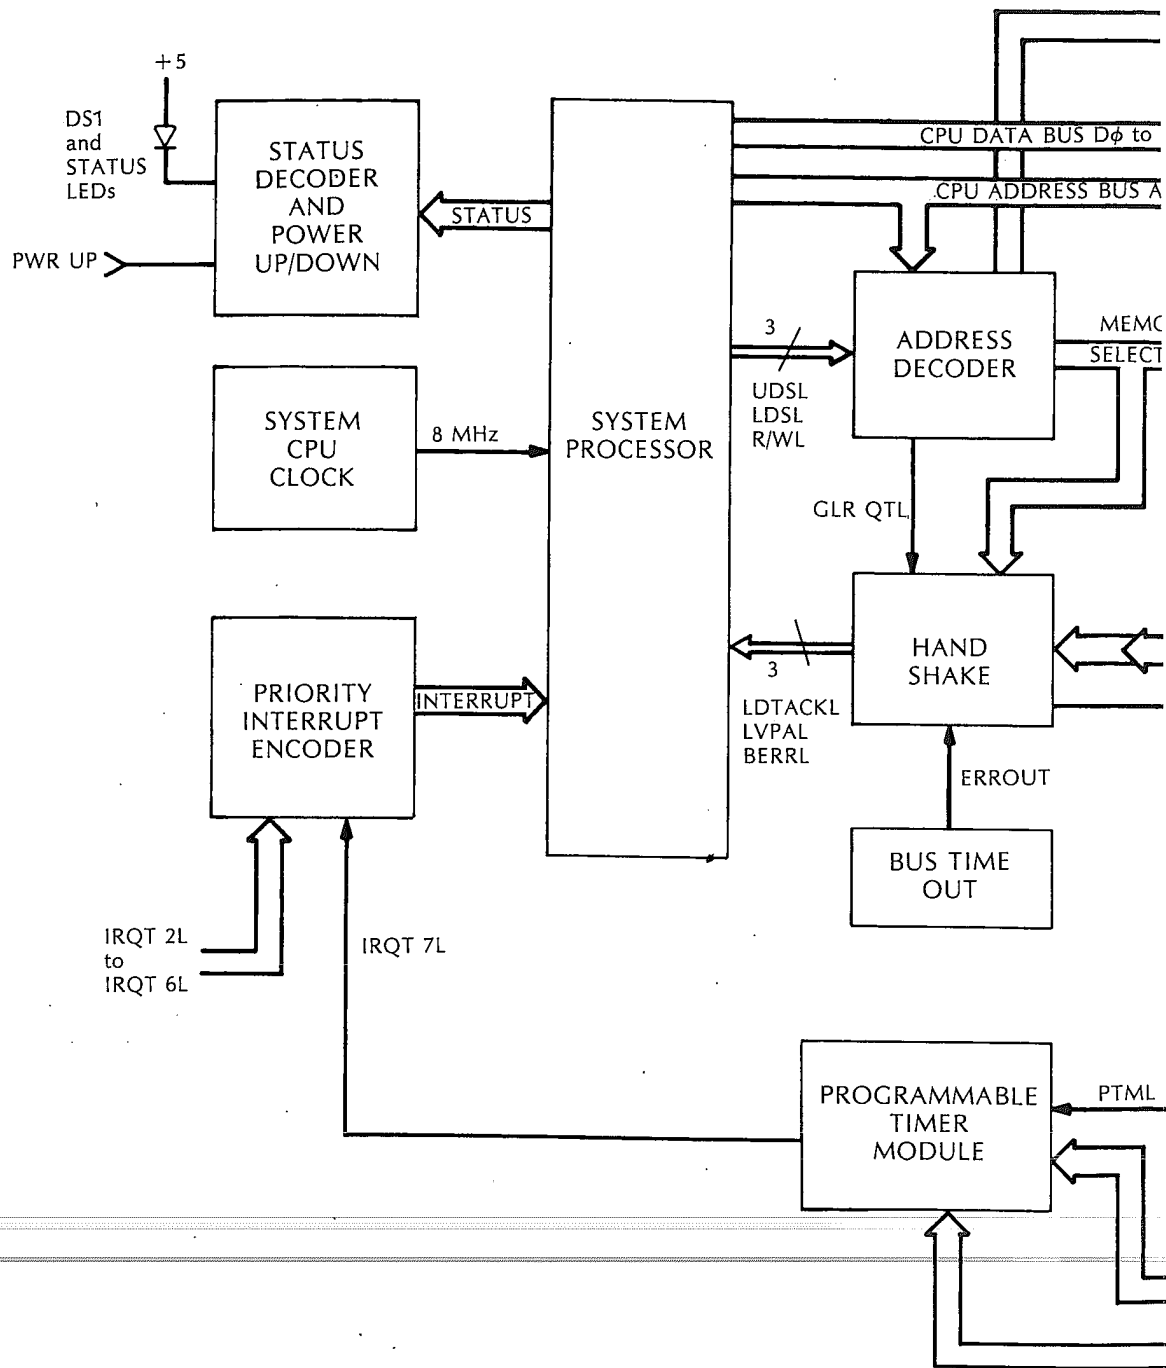 +5
DS1
and
STATUS
LEDs
STATUS
DECODER
AND
POWER
UP/DOWN
PWR UP
STATUS
SYSTEM
CPU
CLOCK
8 MHz
SYSTEM
PROCESSOR
CPU DATA BUS Dϕ to
CPU ADDRESS BUS A
3
UDSL
LDSL
R/WL
ADDRESS
DECODER
MEMO
SELECT
GLR QTL
PRIORITY
INTERRUPT
ENCODER
INTERRUPT
3
LDTACKL
LVPAL
BERRL
HAND
SHAKE
ERROUT
BUS TIME
OUT
IRQT 2L
to
IRQT 6L
IRQT 7L
PROGRAMMABLE
TIMER
MODULE
PTML